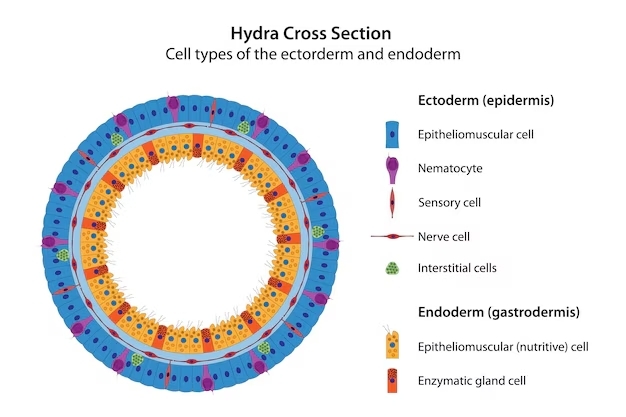 Hydra Cross Section
Cell types of the ectorderm and endoderm
Ectoderm (epidermis)
Epitheliomuscular cell
Nematocyte
Sensory cell
Nerve cell
Interstitial cells
Endoderm (gastrodermis)
Epitheliomuscular (nutritive) cell
Enzymatic gland cell